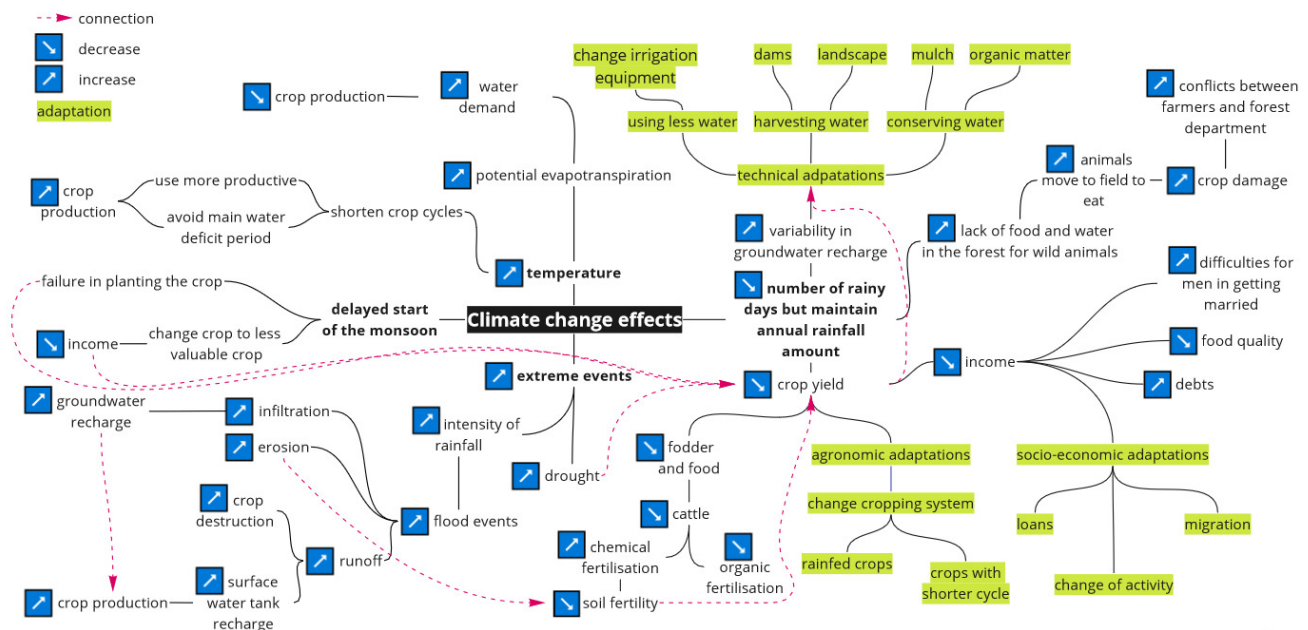 connection
decrease
increase
adaptation
crop production
water
demand
change irrigation
equipment
dams
landscape
mulch
organic matter
using less water
harvesting water
conserving water
technical adpatations
conflicts between
farmers and forest
department
animals
move to field to
eat
crop damage
potential evapotranspiration
crop
production
use more productive
avoid main water
deficit period
shorten crop cycles
variability in
groundwater recharge
lack of food and water
in the forest for wild animals
temperature
failure in planting the crop
delayed start
of the monsoon
Climate change effects
number of rainy
days but maintain
annual rainfall
amount
difficulties for
men in getting
married
income
change crop to less
valuable crop
food quality
income
debts
extreme events
crop yield
groundwater
recharge
infiltration
erosion
intensity of
rainfall
drought
fodder
and food
agronomic adaptations
socio-economic adaptations
crop
destruction
flood events
cattle
change cropping system
loans
migration
runoff
chemical
fertilisation
organic
fertilisation
rainfed crops
crops with
shorter cycle
change of activity
crop production
surface
water tank
recharge
soil fertility